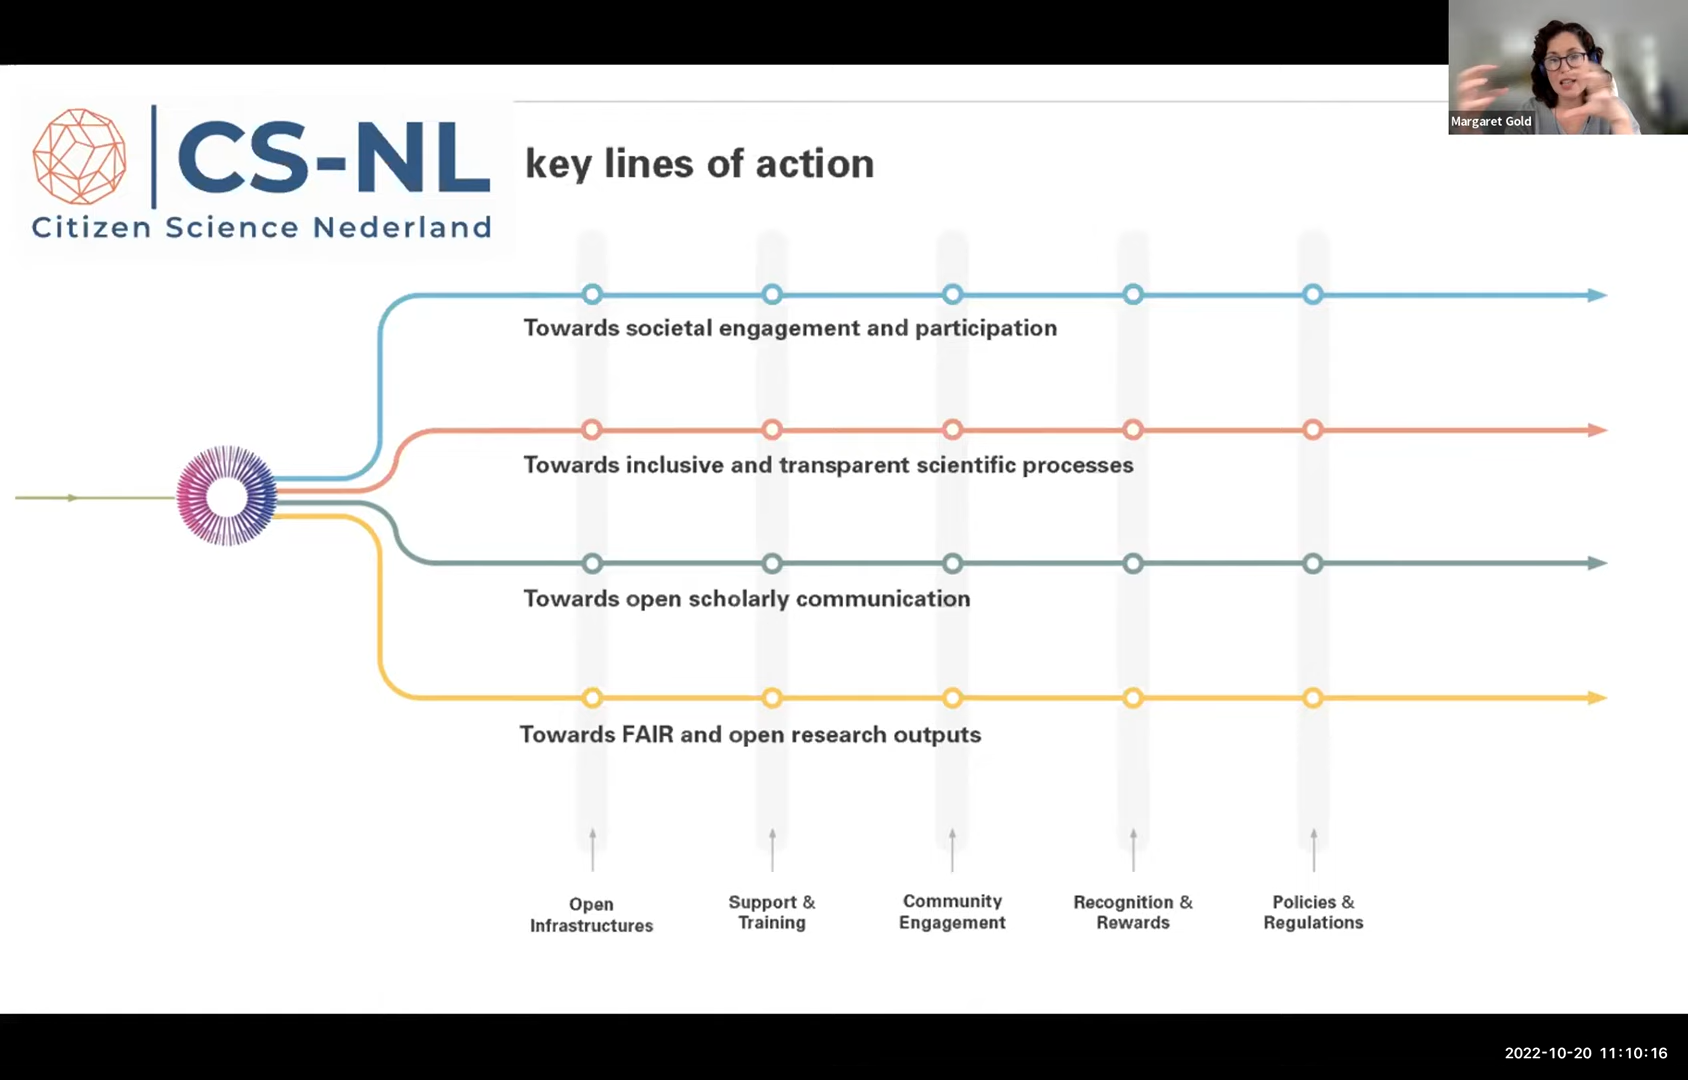 Margaret Gold
CS-NL
Citizen Science Nederland
key lines of action
Towards societal engagement and participation
Towards inclusive and transparent scientific processes
Towards open scholarly communication
Towards FAIR and open research outputs
Open
Infrastructures
Support &
Training
Community
Engagement
Recognition &
Rewards
Policies &
Regulations
2022-10-20 11:10:16